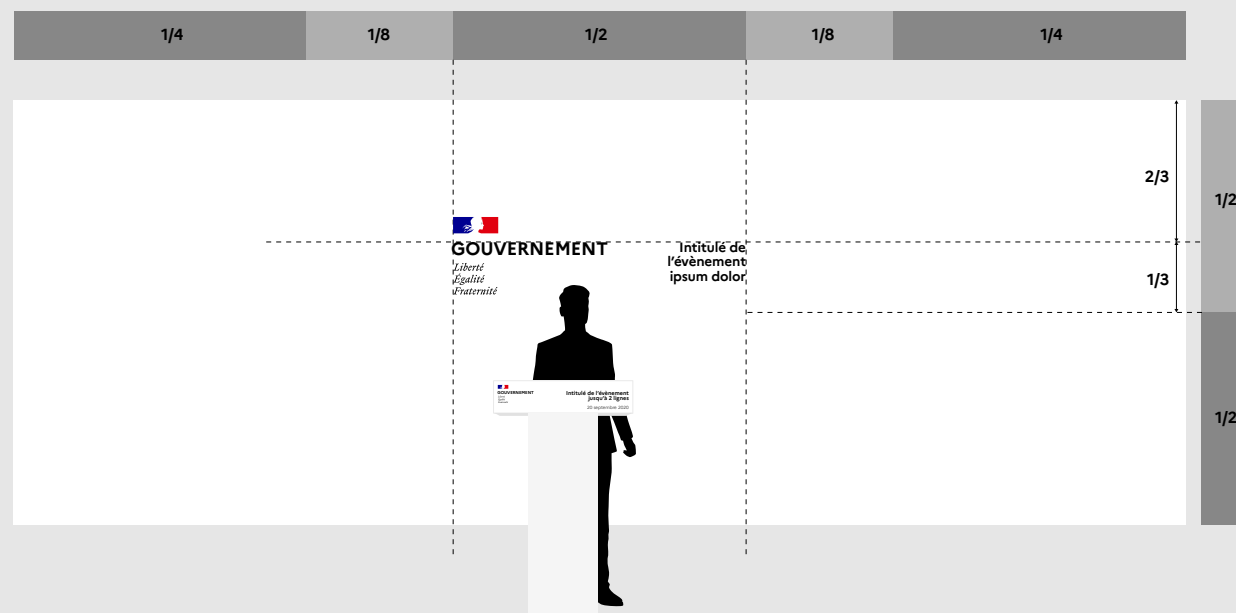 1/4
1/8
1/2
1/8
1/4
2/3
1/2
GOUVERNEMENT
Liberté
Égalité
Fraternité
Intitulé de
l’évènement
ipsum dolor
1/3
GOUVERNEMENT
Intitulé de l’évènement
jusqu’à 2 lignes
20 septembre 2020
1/2